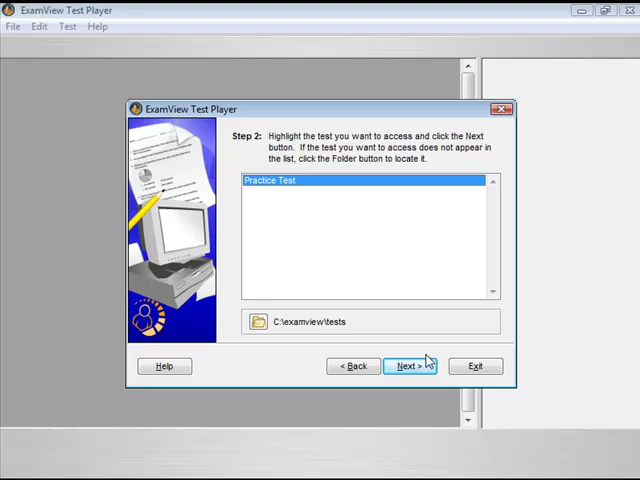 ExamView Test Player
File Edit Test Help
ExamView Test Player
Step 2: Highlight the test you want to access and click the Next
button. If the test you want to access does not appear in
the list, click the Folder button to locate it.
Practice Test
C:\examview\tests
Help < Back Next > Exit